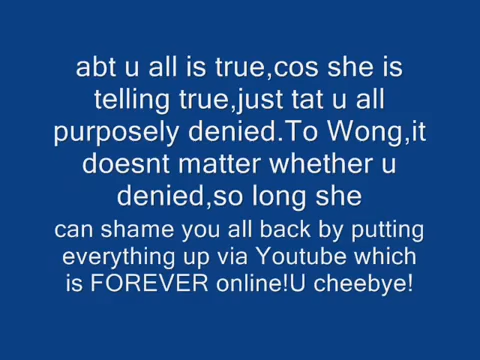 abt u all is true,cos she is
telling true,just tat u all
purposely denied.To Wong,it
doesnt matter whether u
denied,so long she
can shame you all back by putting
everything up via Youtube which
is FOREVER online!U cheebye!